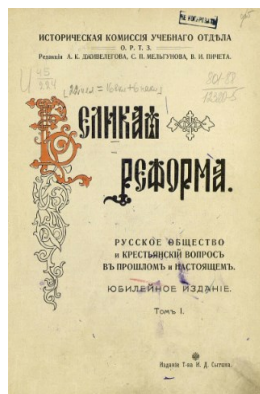 ИСТОРИЧЕСКАЯ КОМИССІЯ УЧЕБНАГО ОТДѢЛА
О. Р. Т. З.
Редакція А. К. ДЖИВЕЛЕГОВА, С. П. МЕЛЬГУНОВА, В. И. ПИЧЕТА.
ВЕЛИКАЯ
РЕФОРМА.
РУССКОЕ ОБЩЕСТВО
и КРЕСТЬЯНСКІЙ ВОПРОСЪ
ВЪ ПРОШЛОМЪ и НАСТОЯЩЕМЪ.
ЮБИЛЕЙНОЕ ИЗДАНІЕ.
Томъ I.
Изданіе Т-ва И. Д. Сытина.